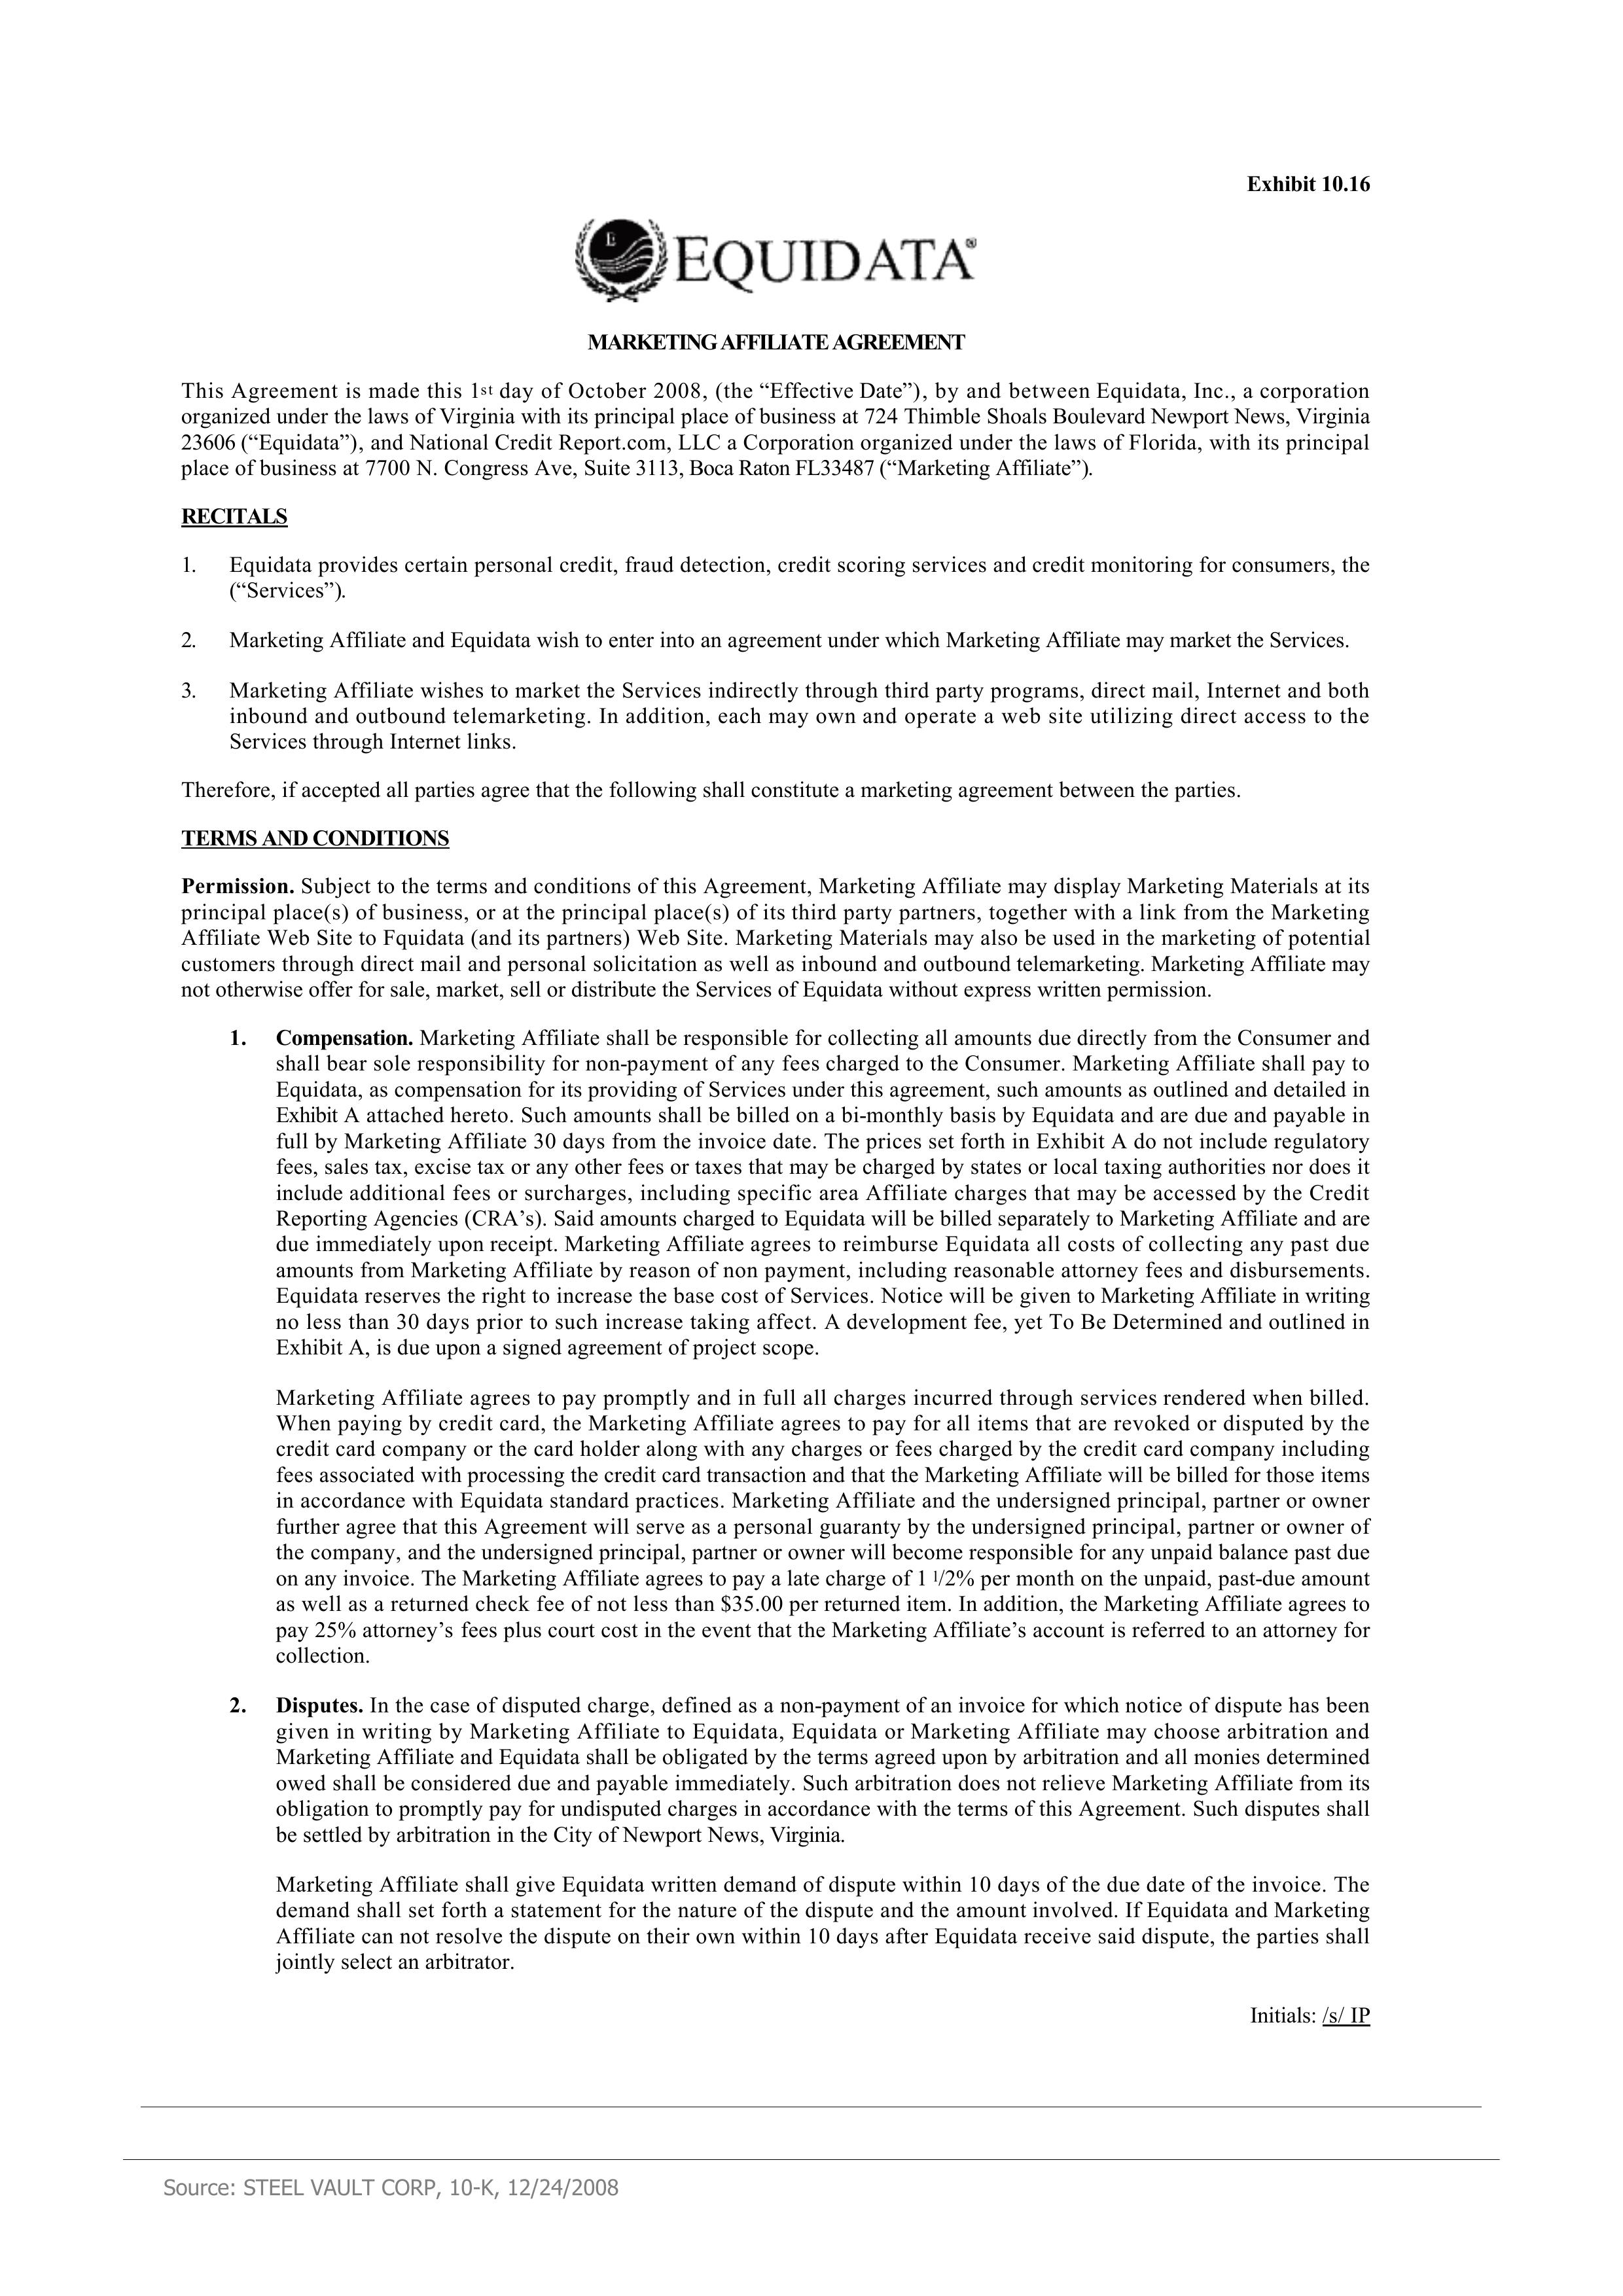 Exhibit 10.16
E EQUIDATA®
MARKETING AFFILIATE AGREEMENT
This Agreement is made this 1st day of October 2008, (the “Effective Date”), by and between Equidata, Inc., a corporation
organized under the laws of Virginia with its principal place of business at 724 Thimble Shoals Boulevard Newport News, Virginia
23606 (“Equidata”), and National Credit Report.com, LLC a Corporation organized under the laws of Florida, with its principal
place of business at 7700 N. Congress Ave, Suite 3113, Boca Raton FL33487 (“Marketing Affiliate”).
RECITALS
1. Equidata provides certain personal credit, fraud detection, credit scoring services and credit monitoring for consumers, the
(“Services”).
2. Marketing Affiliate and Equidata wish to enter into an agreement under which Marketing Affiliate may market the Services.
3. Marketing Affiliate wishes to market the Services indirectly through third party programs, direct mail, Internet and both
inbound and outbound telemarketing. In addition, each may own and operate a web site utilizing direct access to the
Services through Internet links.
Therefore, if accepted all parties agree that the following shall constitute a marketing agreement between the parties.
TERMS AND CONDITIONS
Permission. Subject to the terms and conditions of this Agreement, Marketing Affiliate may display Marketing Materials at its
principal place(s) of business, or at the principal place(s) of its third party partners, together with a link from the Marketing
Affiliate Web Site to Fquidata (and its partners) Web Site. Marketing Materials may also be used in the marketing of potential
customers through direct mail and personal solicitation as well as inbound and outbound telemarketing. Marketing Affiliate may
not otherwise offer for sale, market, sell or distribute the Services of Equidata without express written permission.
1. Compensation. Marketing Affiliate shall be responsible for collecting all amounts due directly from the Consumer and
shall bear sole responsibility for non-payment of any fees charged to the Consumer. Marketing Affiliate shall pay to
Equidata, as compensation for its providing of Services under this agreement, such amounts as outlined and detailed in
Exhibit A attached hereto. Such amounts shall be billed on a bi-monthly basis by Equidata and are due and payable in
full by Marketing Affiliate 30 days from the invoice date. The prices set forth in Exhibit A do not include regulatory
fees, sales tax, excise tax or any other fees or taxes that may be charged by states or local taxing authorities nor does it
include additional fees or surcharges, including specific area Affiliate charges that may be accessed by the Credit
Reporting Agencies (CRA’s). Said amounts charged to Equidata will be billed separately to Marketing Affiliate and are
due immediately upon receipt. Marketing Affiliate agrees to reimburse Equidata all costs of collecting any past due
amounts from Marketing Affiliate by reason of non payment, including reasonable attorney fees and disbursements.
Equidata reserves the right to increase the base cost of Services. Notice will be given to Marketing Affiliate in writing
no less than 30 days prior to such increase taking affect. A development fee, yet To Be Determined and outlined in
Exhibit A, is due upon a signed agreement of project scope.
Marketing Affiliate agrees to pay promptly and in full all charges incurred through services rendered when billed.
When paying by credit card, the Marketing Affiliate agrees to pay for all items that are revoked or disputed by the
credit card company or the card holder along with any charges or fees charged by the credit card company including
fees associated with processing the credit card transaction and that the Marketing Affiliate will be billed for those items
in accordance with Equidata standard practices. Marketing Affiliate and the undersigned principal, partner or owner
further agree that this Agreement will serve as a personal guaranty by the undersigned principal, partner or owner of
the company, and the undersigned principal, partner or owner will become responsible for any unpaid balance past due
on any invoice. The Marketing Affiliate agrees to pay a late charge of 1 1/2% per month on the unpaid, past-due amount
as well as a returned check fee of not less than $35.00 per returned item. In addition, the Marketing Affiliate agrees to
pay 25% attorney’s fees plus court cost in the event that the Marketing Affiliate’s account is referred to an attorney for
collection.
2. Disputes. In the case of disputed charge, defined as a non-payment of an invoice for which notice of dispute has been
given in writing by Marketing Affiliate to Equidata, Equidata or Marketing Affiliate may choose arbitration and
Marketing Affiliate and Equidata shall be obligated by the terms agreed upon by arbitration and all monies determined
owed shall be considered due and payable immediately. Such arbitration does not relieve Marketing Affiliate from its
obligation to promptly pay for undisputed charges in accordance with the terms of this Agreement. Such disputes shall
be settled by arbitration in the City of Newport News, Virginia.
Marketing Affiliate shall give Equidata written demand of dispute within 10 days of the due date of the invoice. The
demand shall set forth a statement for the nature of the dispute and the amount involved. If Equidata and Marketing
Affiliate can not resolve the dispute on their own within 10 days after Equidata receive said dispute, the parties shall
jointly select an arbitrator.
Initials: /s/ IP
Source: STEEL VAULT CORP, 10-K, 12/24/2008